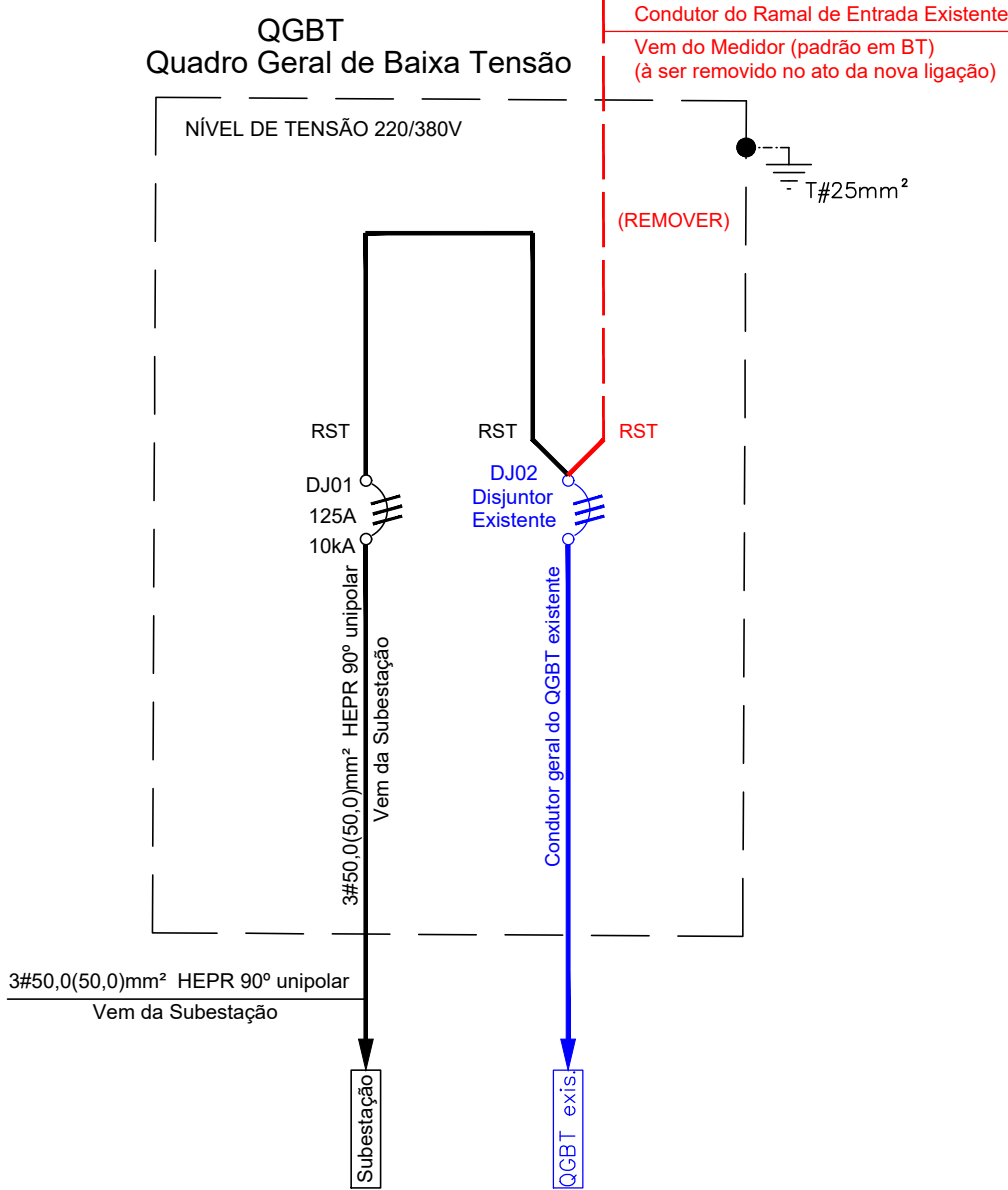 QGBT
Quadro Geral de Baixa Tensão
Condutor do Ramal de Entrada Existente
Vem do Medidor (padrão em BT)
(à ser removido no ato da nova ligação)
NÍVEL DE TENSÃO 220/380V
T#25mm²
(REMOVER)
RST
RST
RST
DJ01
125A
10kA
DJ02
Disjuntor
Existente
3#50,0(50,0)mm² HEPR 90º unipolar
Vem da Subestação
Condutor geral do QGBT existente
3#50,0(50,0)mm² HEPR 90º unipolar
Vem da Subestação
Subestação
QGBT exis.